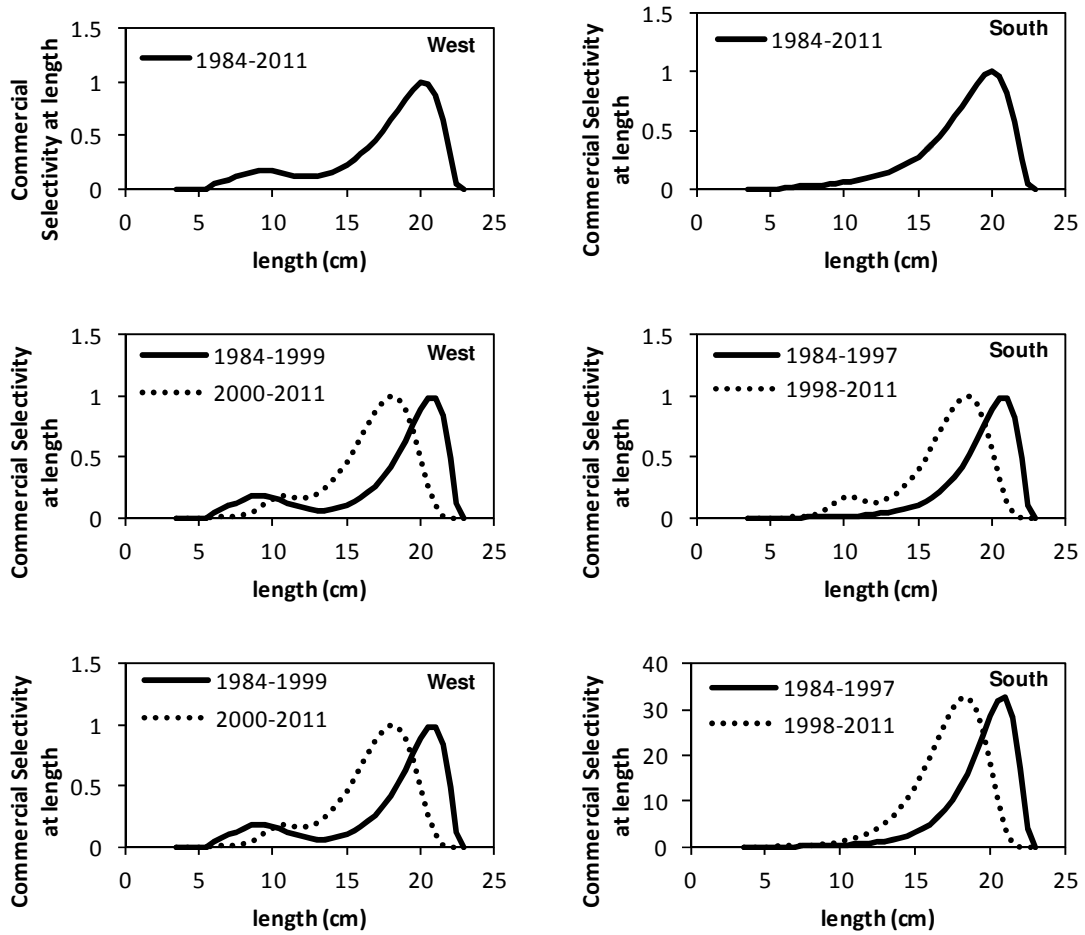 Commercial
Selectivity at length
1.5
1
0.5
0
1984-2011
West
0 5 10 15 20 25
length (cm)
Commercial Selectivity
at length
1.5
1
0.5
0
1984-2011
South
0 5 10 15 20 25
length (cm)
Commercial Selectivity
at length
1.5
1
0.5
0
1984-1999
2000-2011
West
0 5 10 15 20 25
length (cm)
Commercial Selectivity
at length
1.5
1
0.5
0
1984-1997
1998-2011
South
0 5 10 15 20 25
length (cm)
Commercial Selectivity
at length
1.5
1
0.5
0
1984-1999
2000-2011
West
0 5 10 15 20 25
length (cm)
Commercial Selectivity
at length
40
30
20
10
0
1984-1997
1998-2011
South
0 5 10 15 20 25
length (cm)